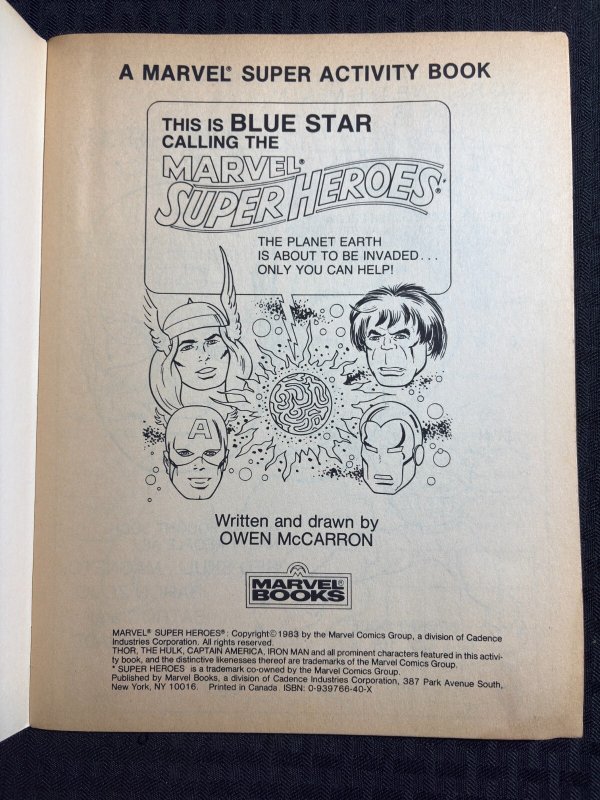 A MARVEL® SUPER ACTIVITY BOOK
THIS IS BLUE STAR
CALLING THE
MARVEL®
SUPER HEROES*
THE PLANET EARTH
IS ABOUT TO BE INVADED...
ONLY YOU CAN HELP!
A
Written and drawn by
OWEN McCARRON
M
MARVEL®
BOOKS
MARVEL® SUPER HEROES®: Copyright © 1983 by the Marvel Comics Group, a division of Cadence
Industries Corporation. All rights reserved.
THOR, THE HULK, CAPTAIN AMERICA, IRON MAN and all prominent characters featured in this activi-
ty book, and the distinctive likenesses thereof are trademarks of the Marvel Comics Group.
* SUPER HEROES is a trademark co-owned by the Marvel Comics Group.
Published by Marvel Books, a division of Cadence Industries Corporation, 387 Park Avenue South,
New York, NY 10016. Printed in Canada. ISBN: 0-939766-40-X